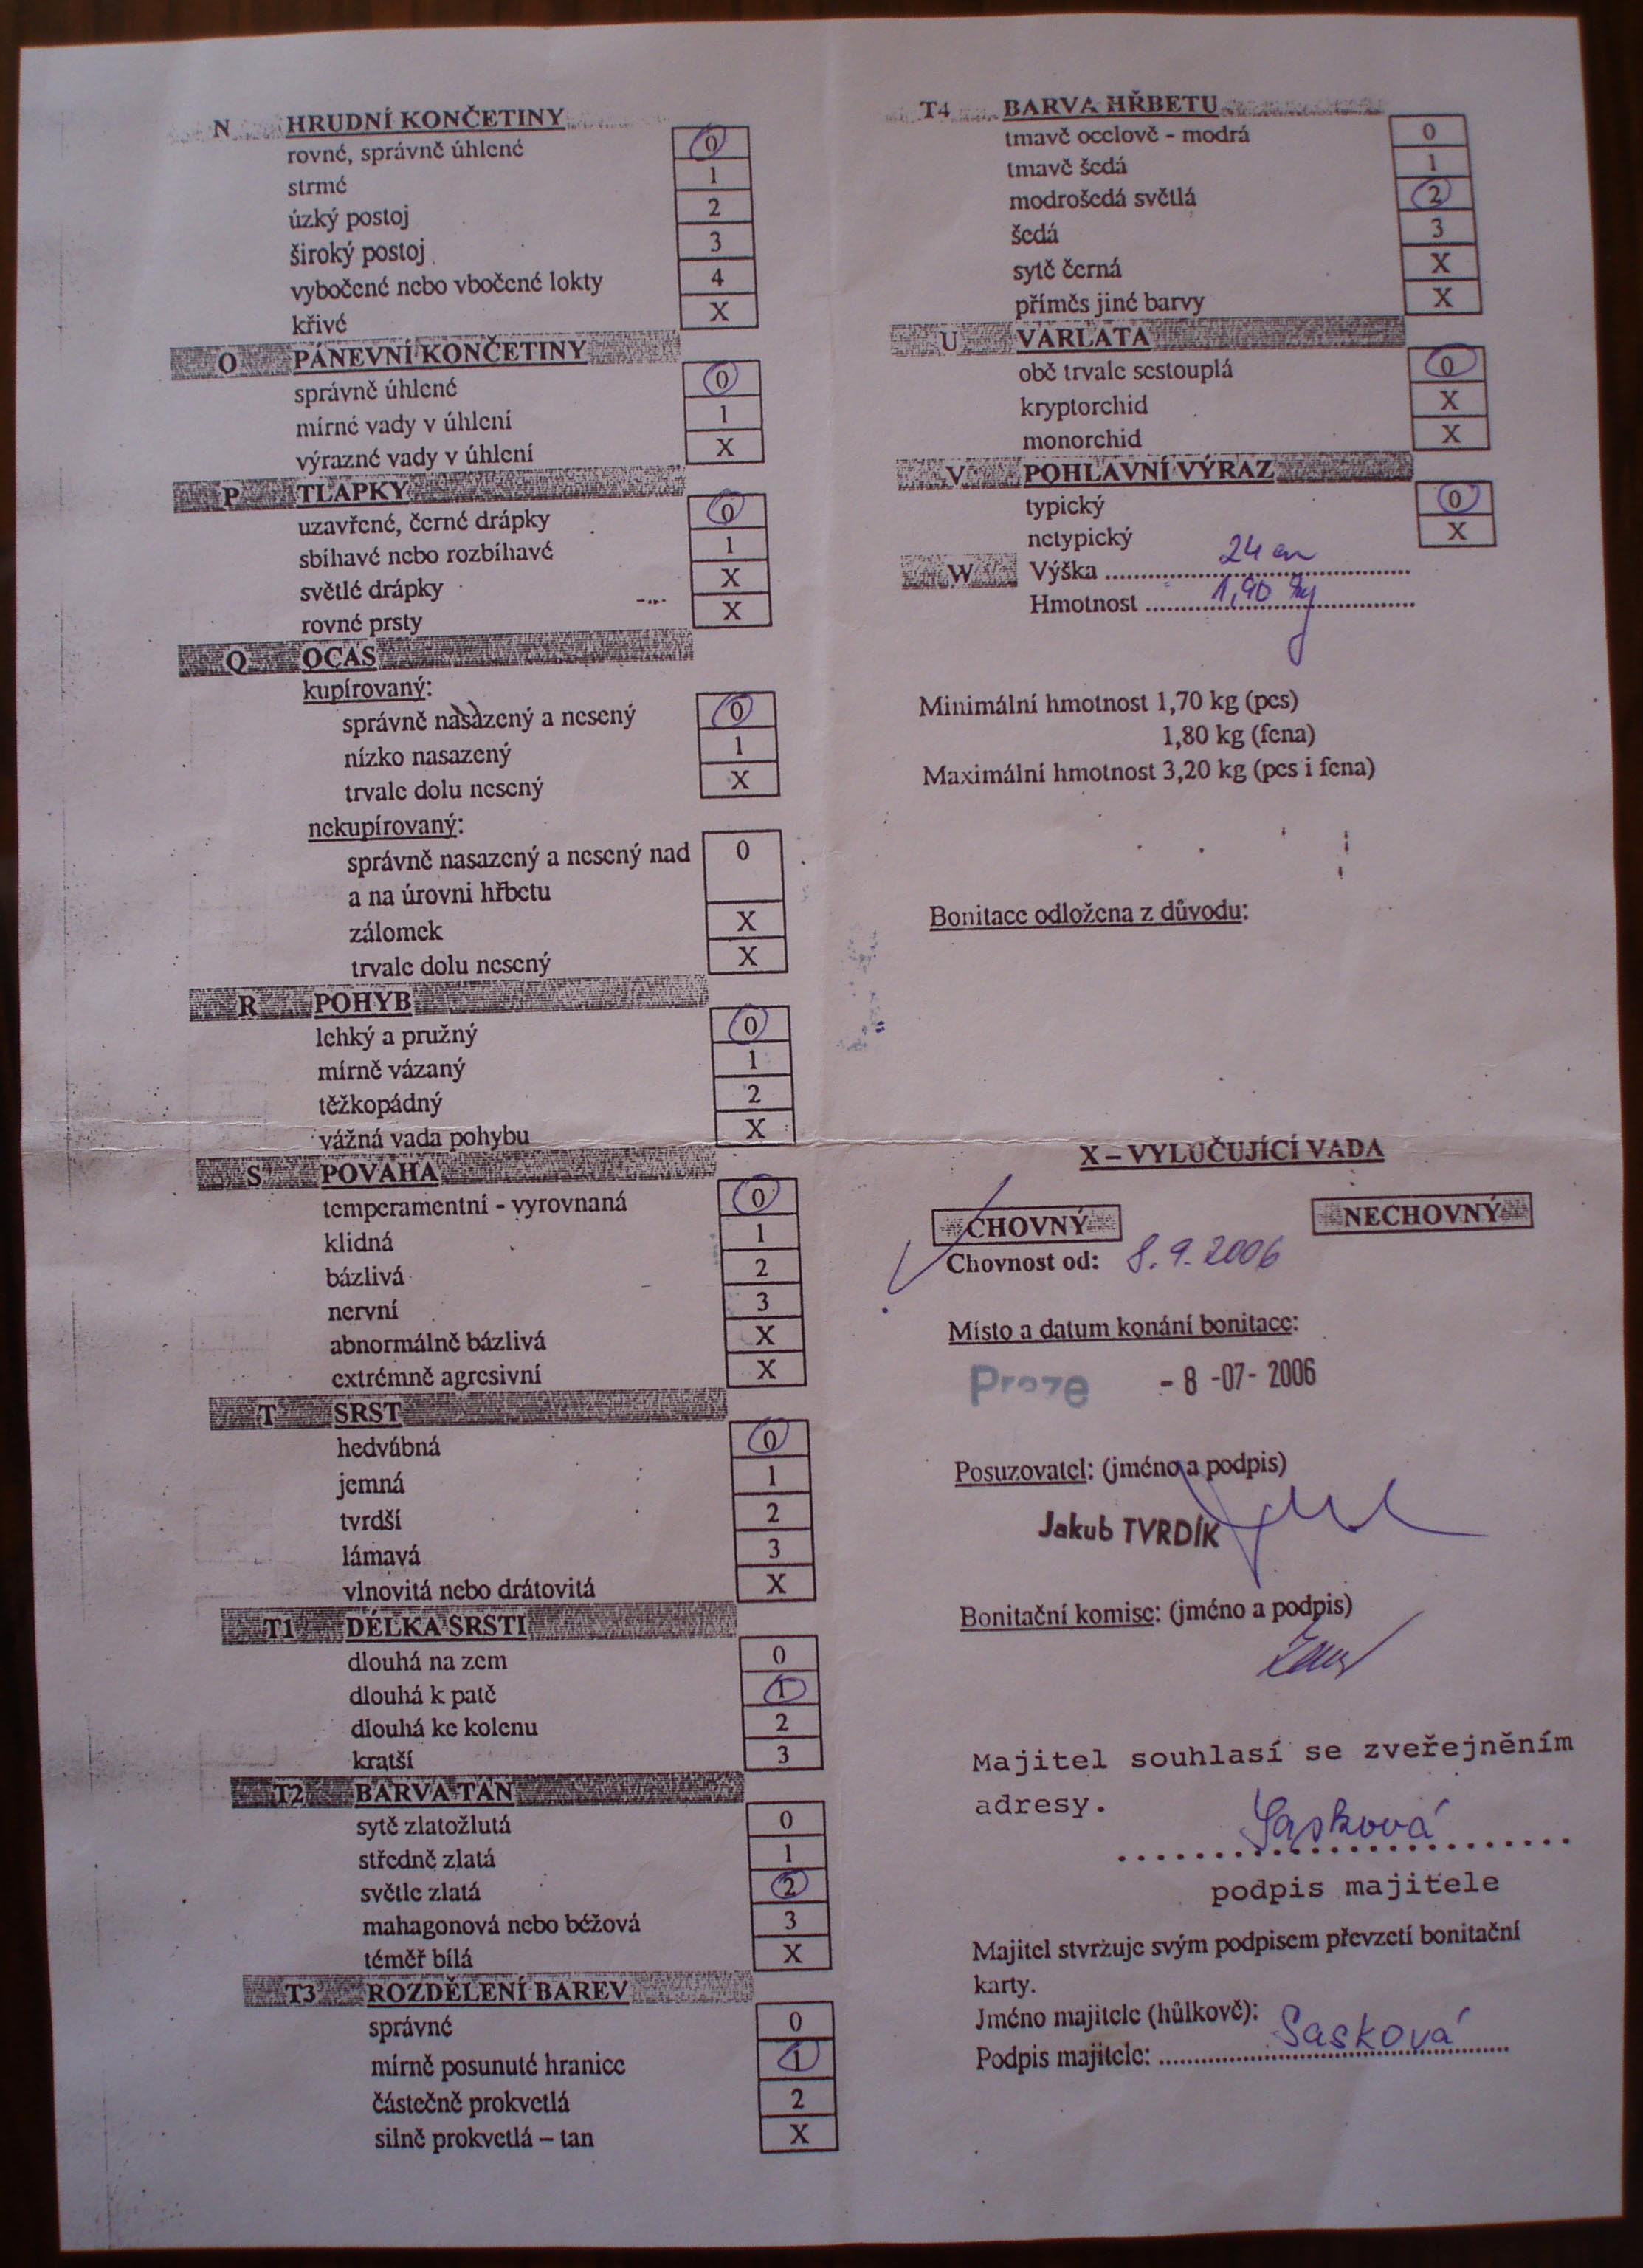 N HRUDNÍ KONČETINY
rovné, správně úhlené 0
strmé 1
úzký postoj 2
široký postoj 3
vybočené nebo vbočené lokty 4
křivé X
O PÁNEVNÍ KONČETINY
správně úhlené 0
mírné vady v úhlení 1
výrazné vady v úhlení X
P TLAPKY
uzavřené, černé drápky 0
sbíhavé nebo rozbíhavé 1
světlé drápky X
rovné prsty X
Q OCAS
kupírovaný:
správně nasazený a nesený 0
nízko nasazený 1
trvale dolu nesený X
nekupírovaný:
správně nasazený a nesený nad 0
a na úrovni hřbetu
zálomek X
trvale dolu nesený X
R POHYB
lehký a pružný 0
mírně vázaný 1
těžkopádný 2
vážná vada pohybu X
S POVAHA
temperamentní - vyrovnaná 0
klidná 1
bázlivá 2
nervní 3
abnormálně bázlivá X
extrémně agresivní X
T SRST
hedvábná 0
jemná 1
tvrdší 2
lámavá 3
vlnovitá nebo drátovitá X
T1 DÉLKA SRSTI
dlouhá na zem 0
dlouhá k patě 1
dlouhá ke kolenu 2
kratší 3
T2 BARVA TAN
sytě zlatožlutá 0
středně zlatá 1
světle zlatá 2
mahagonová nebo béžová 3
téměř bílá X
T3 ROZDĚLENÍ BAREV
správné 0
mírně posunuté hranice 1
částečně prokvetlá 2
silně prokvetlá – tan X
T4 BARVA HŘBETU
tmavě ocelově - modrá 0
tmavě šedá 1
modrošedá světlá 2
šedá 3
sytě černá X
příměs jiné barvy X
U VARLATA
obě trvale sestouplá 0
kryptorchid X
monorchid X
V POHLAVNÍ VÝRAZ
typický 0
netypický X
W Výška 24 cm
Hmotnost 1,90 kg
Minimální hmotnost 1,70 kg (pes)
1,80 kg (fena)
Maximální hmotnost 3,20 kg (pes i fena)
Bonitace odložena z důvodu:
X – VYLUČUJÍCÍ VADA
CHOVNÝ NECHOVNÝ
Chovnost od: 8.9.2006
Místo a datum konání bonitace:
Praze - 8 -07- 2006
Posuzovatel: (jméno a podpis)
Jakub TVRDÍK
Bonitační komise: (jméno a podpis)
Majitel souhlasí se zveřejněním
adresy.
Sasková
podpis majitele
Majitel stvrzuje svým podpisem převzetí bonitační
karty.
Jméno majitele (hůlkově):
Podpis majitele: Sasková